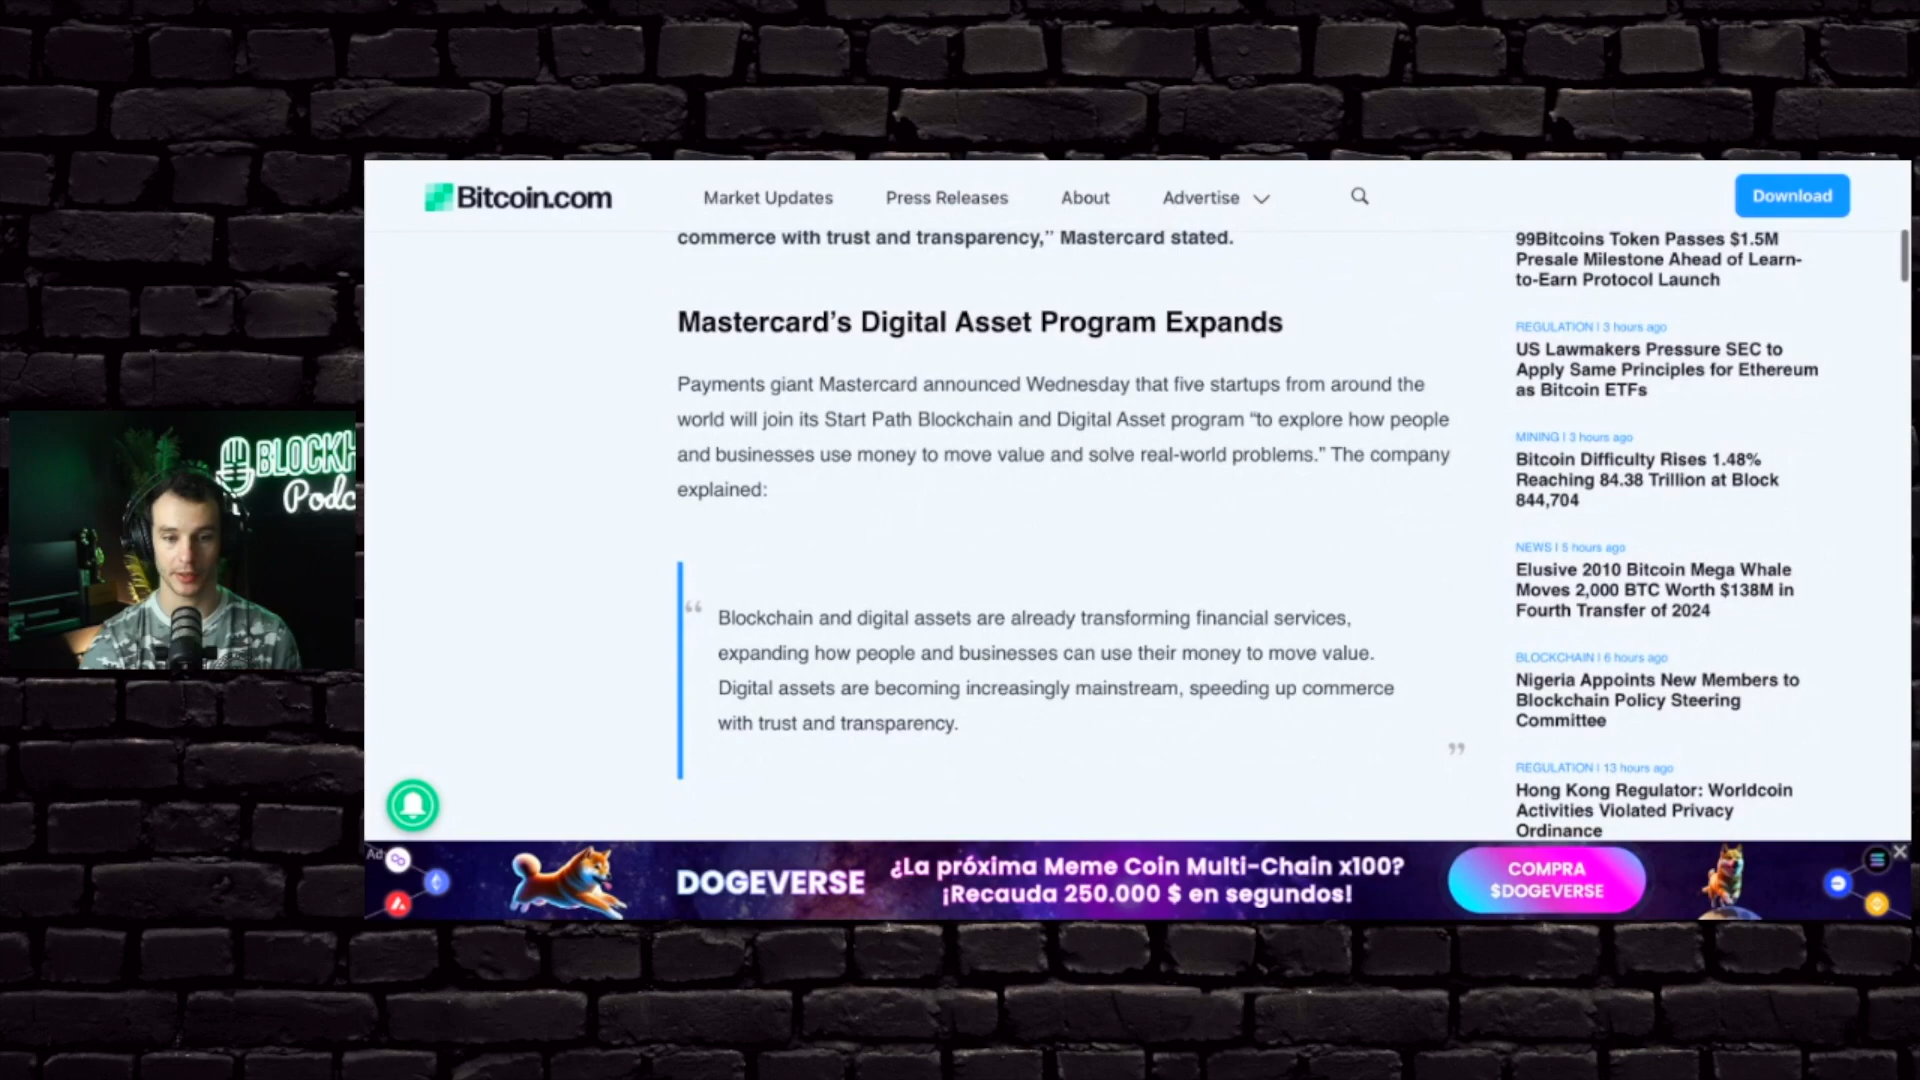 BLOCKH
Podc
Bitcoin.com
Market Updates
Press Releases
About
Advertise
Download
commerce with trust and transparency,” Mastercard stated.
Mastercard’s Digital Asset Program Expands
Payments giant Mastercard announced Wednesday that five startups from around the
world will join its Start Path Blockchain and Digital Asset program “to explore how people
and businesses use money to move value and solve real-world problems.” The company
explained:
“
Blockchain and digital assets are already transforming financial services,
expanding how people and businesses can use their money to move value.
Digital assets are becoming increasingly mainstream, speeding up commerce
with trust and transparency.
”
99Bitcoins Token Passes $1.5M
Presale Milestone Ahead of Learn-
to-Earn Protocol Launch
REGULATION | 3 hours ago
US Lawmakers Pressure SEC to
Apply Same Principles for Ethereum
as Bitcoin ETFs
MINING | 3 hours ago
Bitcoin Difficulty Rises 1.48%
Reaching 84.38 Trillion at Block
844,704
NEWS | 5 hours ago
Elusive 2010 Bitcoin Mega Whale
Moves 2,000 BTC Worth $138M in
Fourth Transfer of 2024
BLOCKCHAIN | 6 hours ago
Nigeria Appoints New Members to
Blockchain Policy Steering
Committee
REGULATION | 13 hours ago
Hong Kong Regulator: Worldcoin
Activities Violated Privacy
Ordinance
Ad
DOGEVERSE
¿La próxima Meme Coin Multi-Chain x100?
¡Recauda 250.000 $ en segundos!
COMPRA
$DOGEVERSE